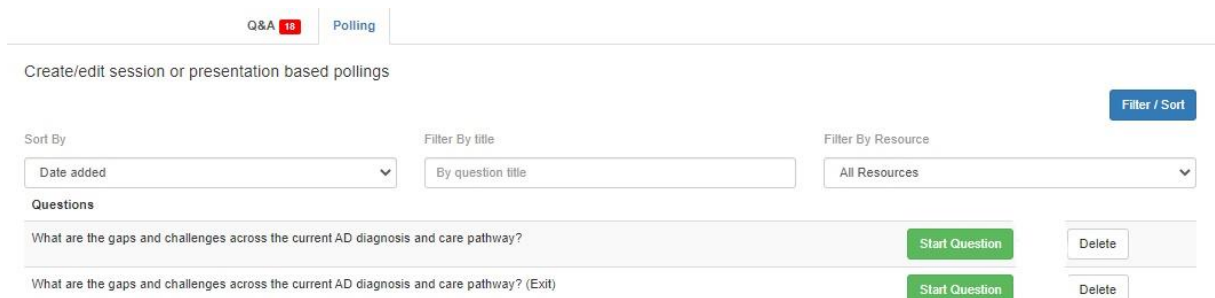 Q&A 18 Polling
Create/edit session or presentation based pollings
Filter / Sort
Sort By Filter By title Filter By Resource
Date added By question title All Resources
Questions
What are the gaps and challenges across the current AD diagnosis and care pathway? Start Question Delete
What are the gaps and challenges across the current AD diagnosis and care pathway? (Exit) Start Question Delete